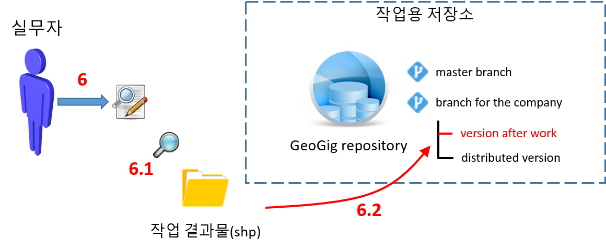 실무자
작업용 저장소
6
master branch
branch for the company
GeoGig repository
version after work
distributed version
6.1
6.2
작업 결과물(shp)